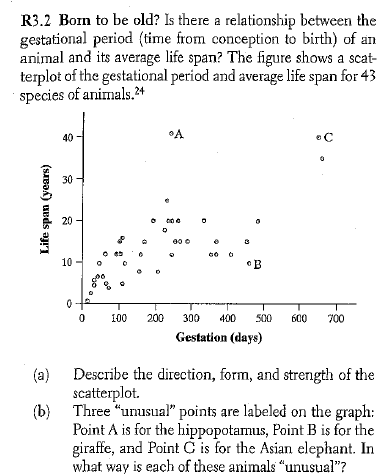 R3.2 Born to be old? Is there a relationship between the
gestational period (time from conception to birth) of an
animal and its average life span? The figure shows a scat-
terplot of the gestational period and average life span for 43
species of animals.24
40
30
20
10
0
Life span (years)
A
C
B
0 100 200 300 400 500 600 700
Gestation (days)
(a) Describe the direction, form, and strength of the
scatterplot.
(b) Three “unusual” points are labeled on the graph:
Point A is for the hippopotamus, Point B is for the
giraffe, and Point C is for the Asian elephant. In
what way is each of these animals “unusual”?